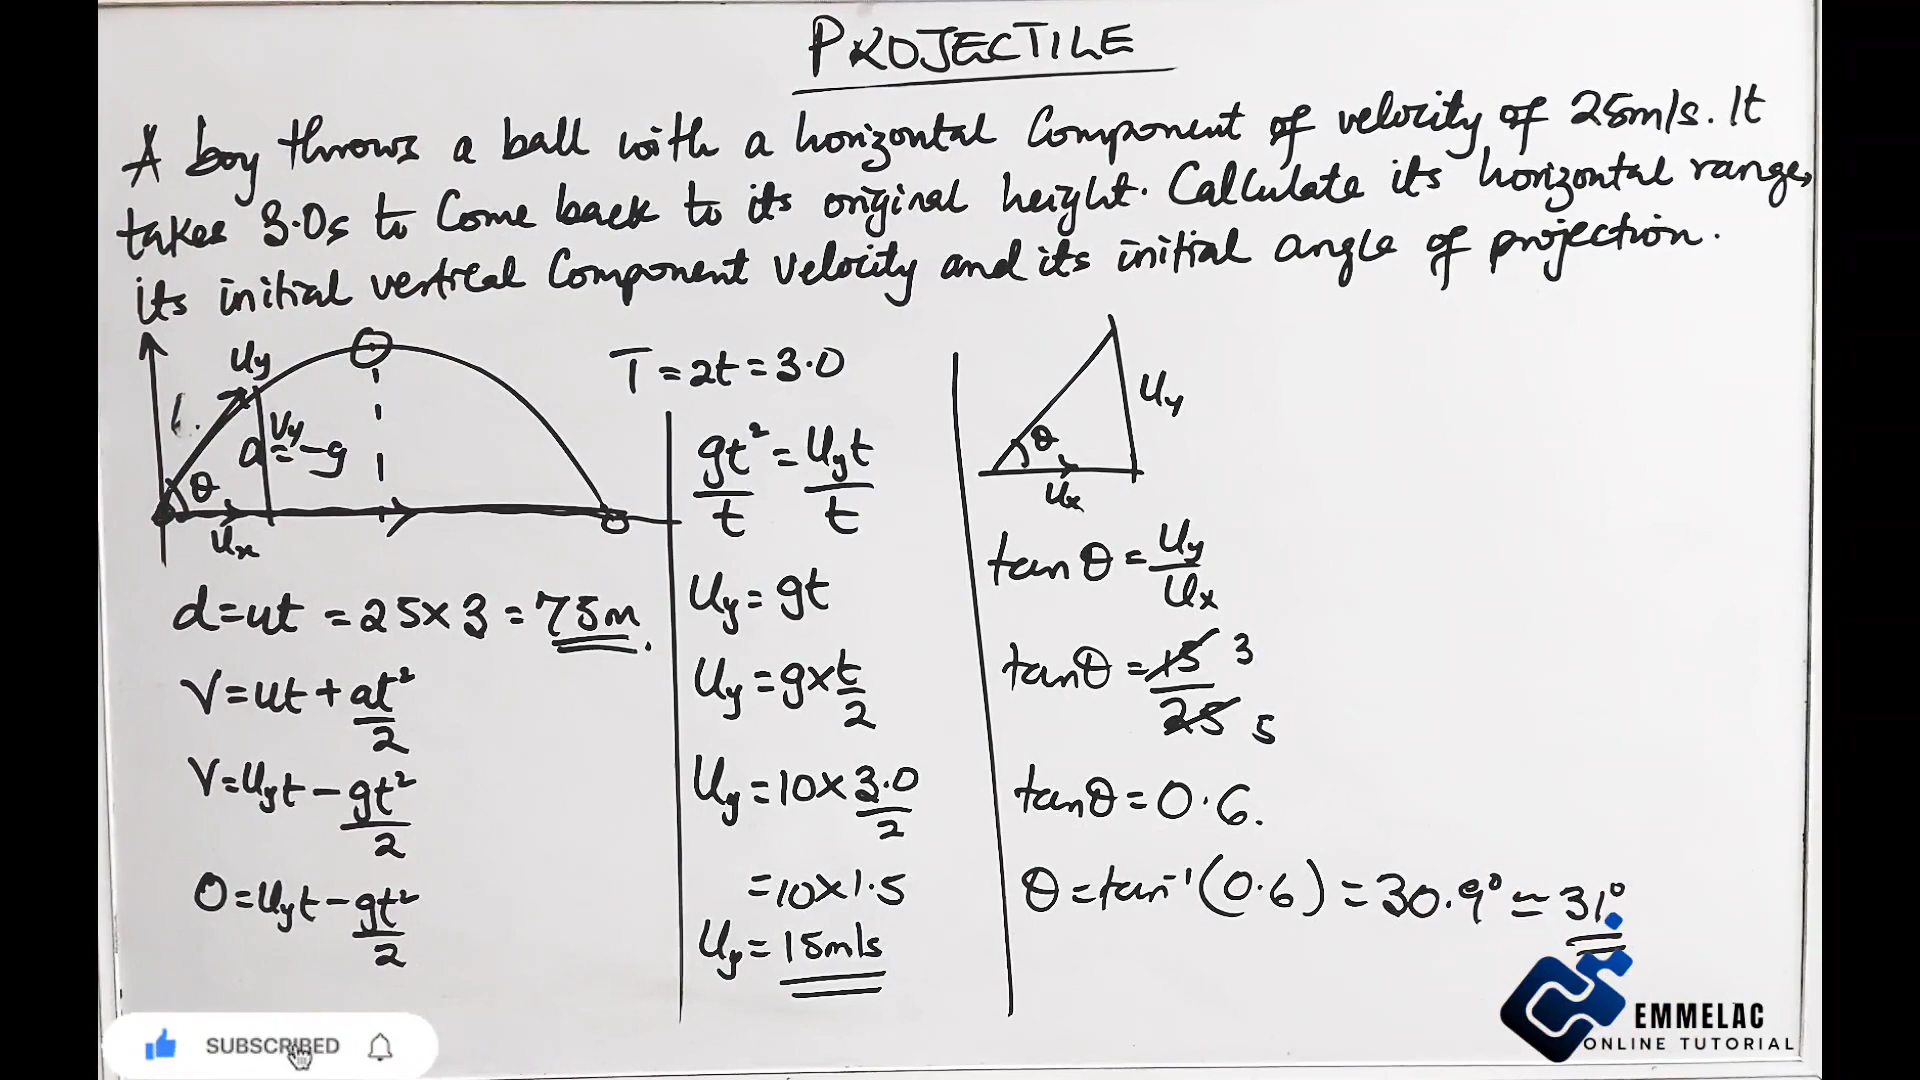 PROJECTILE
A boy throws a ball with a horizontal component of velocity of 25m/s. It
takes 3.0s to come back to its original height. Calculate its horizontal range,
its initial vertical component velocity and its initial angle of projection.
Uy
Vy
a = -g
θ
Ux
d = ut = 25 × 3 = 75m.
V = ut + at²/2
V = Uyt - gt²/2
0 = Uyt - gt²/2
T = 2t = 3.0
gt²/t = Uyt/t
Uy = gt
Uy = g × t/2
Uy = 10 × 3.0/2
= 10 × 1.5
Uy = 15m/s
Uy
θ
Ux
tan θ = Uy/Ux
tan θ = 15/25 3 5
tan θ = 0.6.
θ = tan⁻¹(0.6) = 30.9° ≃ 31°
SUBSCRIBED
EMMELAC
ONLINE TUTORIAL